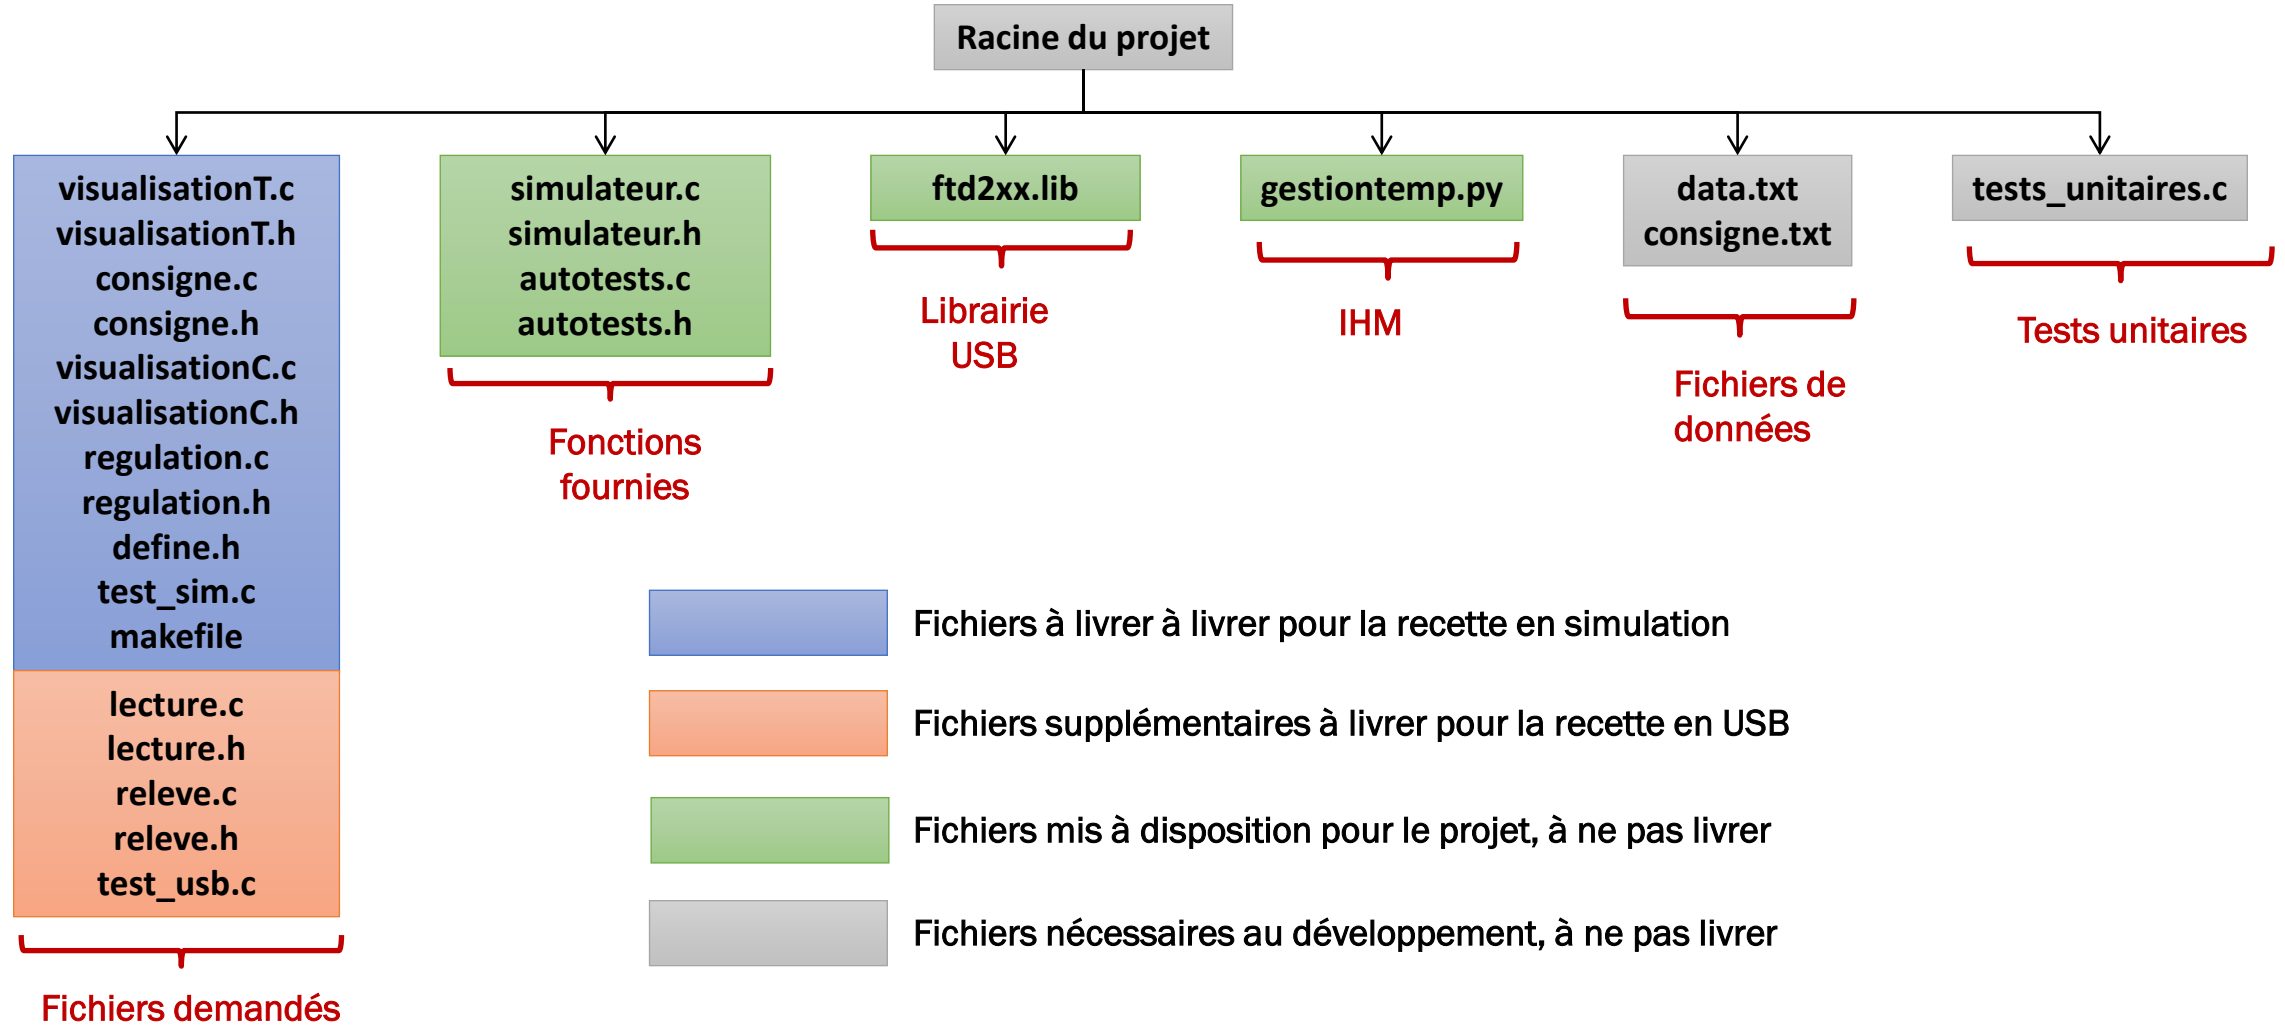 Racine du projet
visualisationT.c
visualisationT.h
consigne.c
consigne.h
visualisationC.c
visualisationC.h
regulation.c
regulation.h
define.h
test_sim.c
makefile
lecture.c
lecture.h
releve.c
releve.h
test_usb.c
Fichiers demandés
simulateur.c
simulateur.h
autotests.c
autotests.h
Fonctions
fournies
ftd2xx.lib
Librairie
USB
gestiontemp.py
IHM
data.txt
consigne.txt
Fichiers de
données
tests_unitaires.c
Tests unitaires
Fichiers à livrer à livrer pour la recette en simulation
Fichiers supplémentaires à livrer pour la recette en USB
Fichiers mis à disposition pour le projet, à ne pas livrer
Fichiers nécessaires au développement, à ne pas livrer